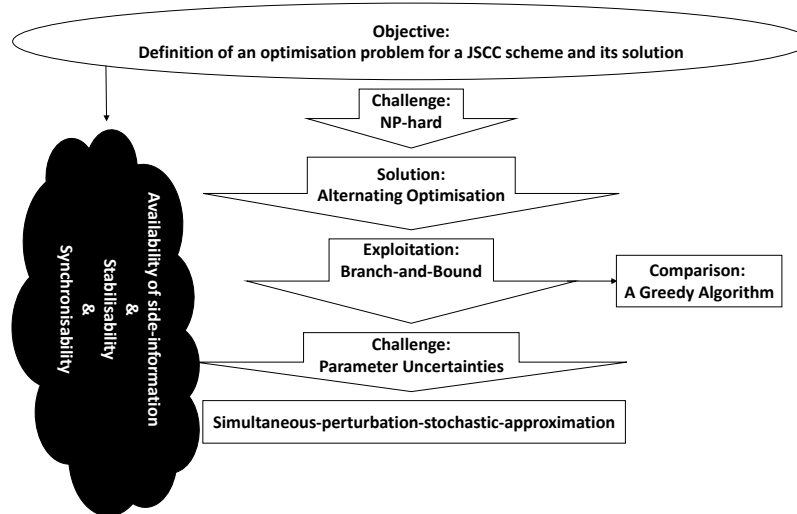 Objective:
Definition of an optimisation problem for a JSCC scheme and its solution
Challenge:
NP-hard
Solution:
Alternating Optimisation
Exploitation:
Branch-and-Bound
Comparison:
A Greedy Algorithm
Challenge:
Parameter Uncertainties
Simultaneous-perturbation-stochastic-approximation
Availability of side-information
&
Stabilisability
&
Synchronisability